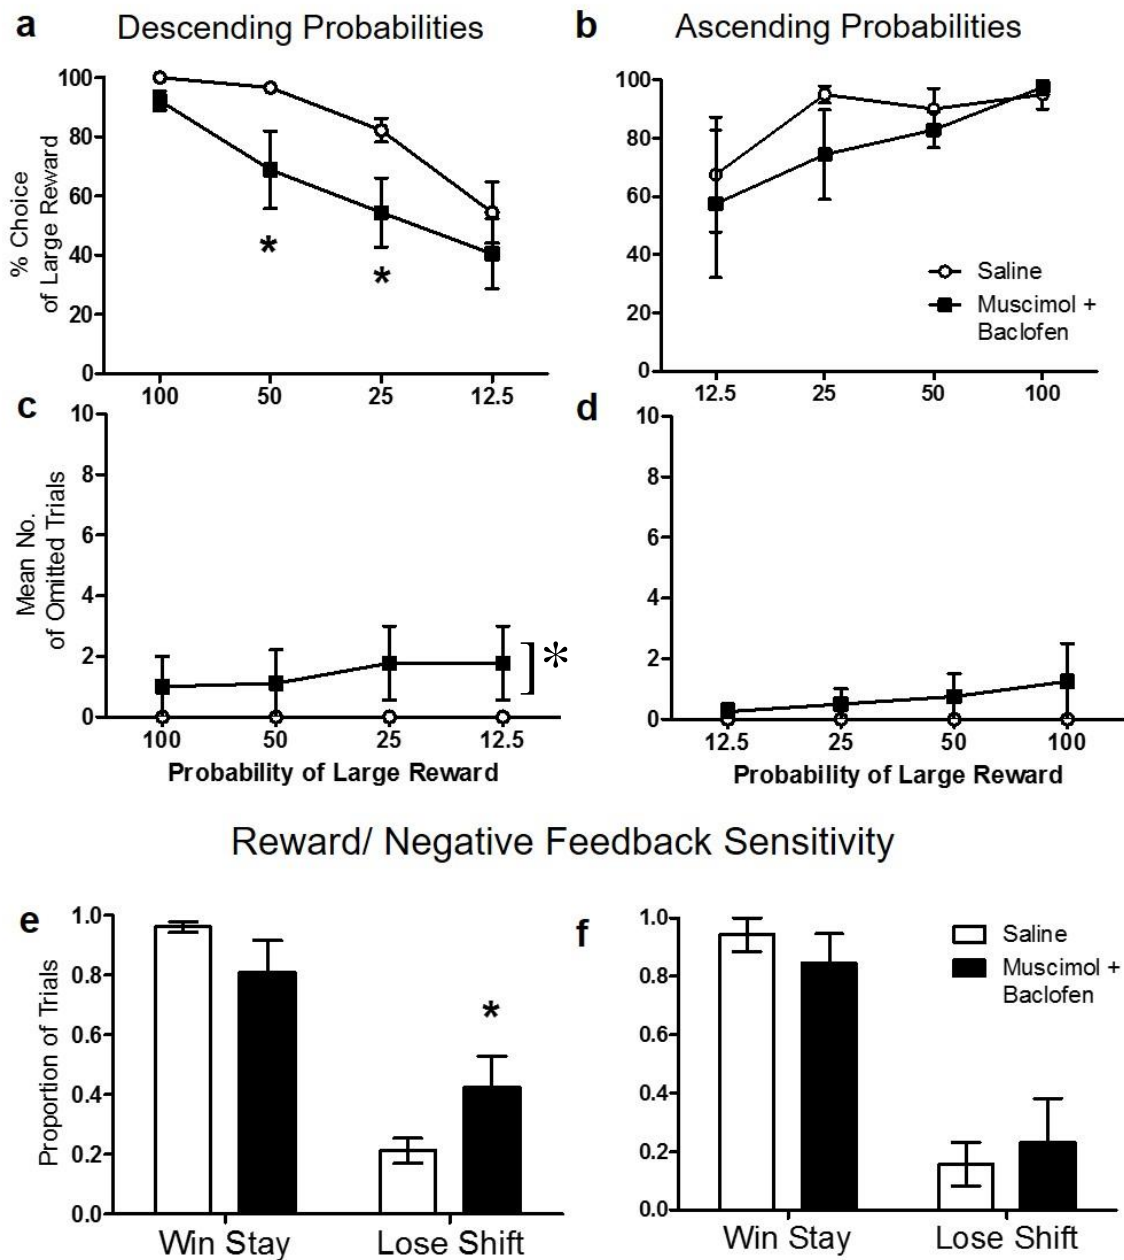 a Descending Probabilities
b Ascending Probabilities
% Choice
of Large Reward
100
80
60
40
20
0
*
*
100 50 25 12.5
100
80
60
40
20
0
Saline
Muscimol +
Baclofen
12.5 25 50 100
c
Mean No.
of Omitted Trials
10
8
6
4
2
0
]*
100 50 25 12.5
Probability of Large Reward
d
10
8
6
4
2
0
12.5 25 50 100
Probability of Large Reward
Reward/ Negative Feedback Sensitivity
e
Proportion of Trials
1.0
0.8
0.6
0.4
0.2
0.0
*
Win Stay Lose Shift
f
1.0
0.8
0.6
0.4
0.2
0.0
Saline
Muscimol +
Baclofen
Win Stay Lose Shift